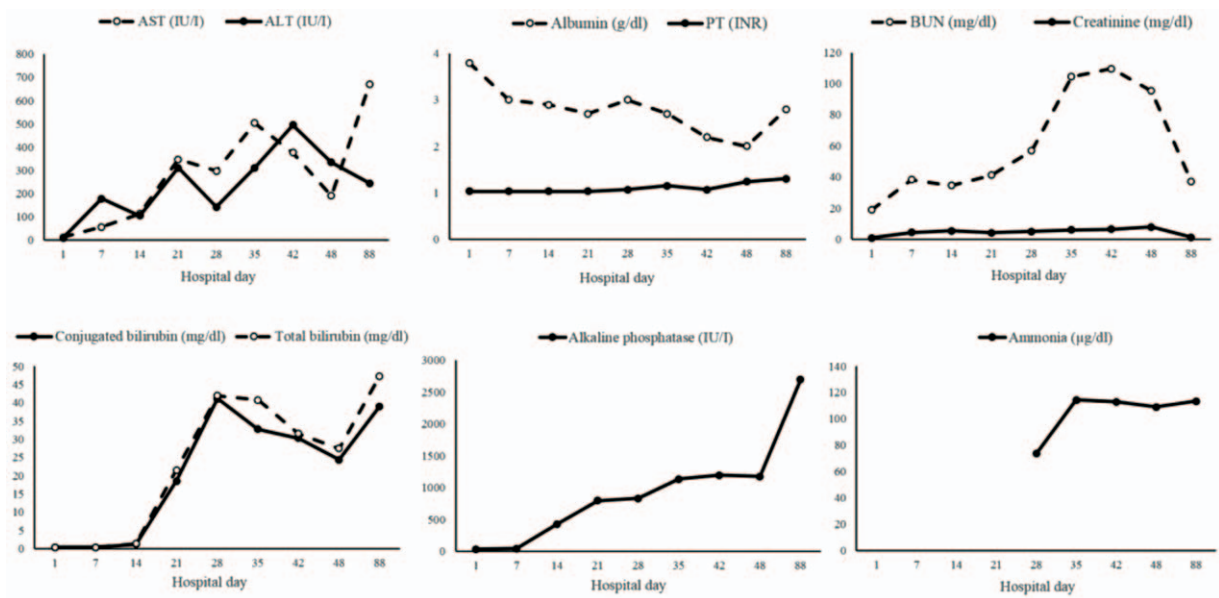 AST (IU/I) ALT (IU/I)
800
700
600
500
400
300
200
100
0
1 7 14 21 28 35 42 48 88
Hospital day
Albumin (g/dl) PT (INR)
4
3
2
1
0
1 7 14 21 28 35 42 48 88
Hospital day
BUN (mg/dl) Creatinine (mg/dl)
120
100
80
60
40
20
0
1 7 14 21 28 35 42 48 88
Hospital day
Conjugated bilirubin (mg/dl) Total bilirubin (mg/dl)
50
45
40
35
30
25
20
15
10
5
0
1 7 14 21 28 35 42 48 88
Hospital day
Alkaline phosphatase (IU/I)
3000
2500
2000
1500
1000
500
0
1 7 14 21 28 35 42 48 88
Hospital day
Ammonia (µg/dl)
140
120
100
80
60
40
20
0
1 7 14 21 28 35 42 48 88
Hospital day